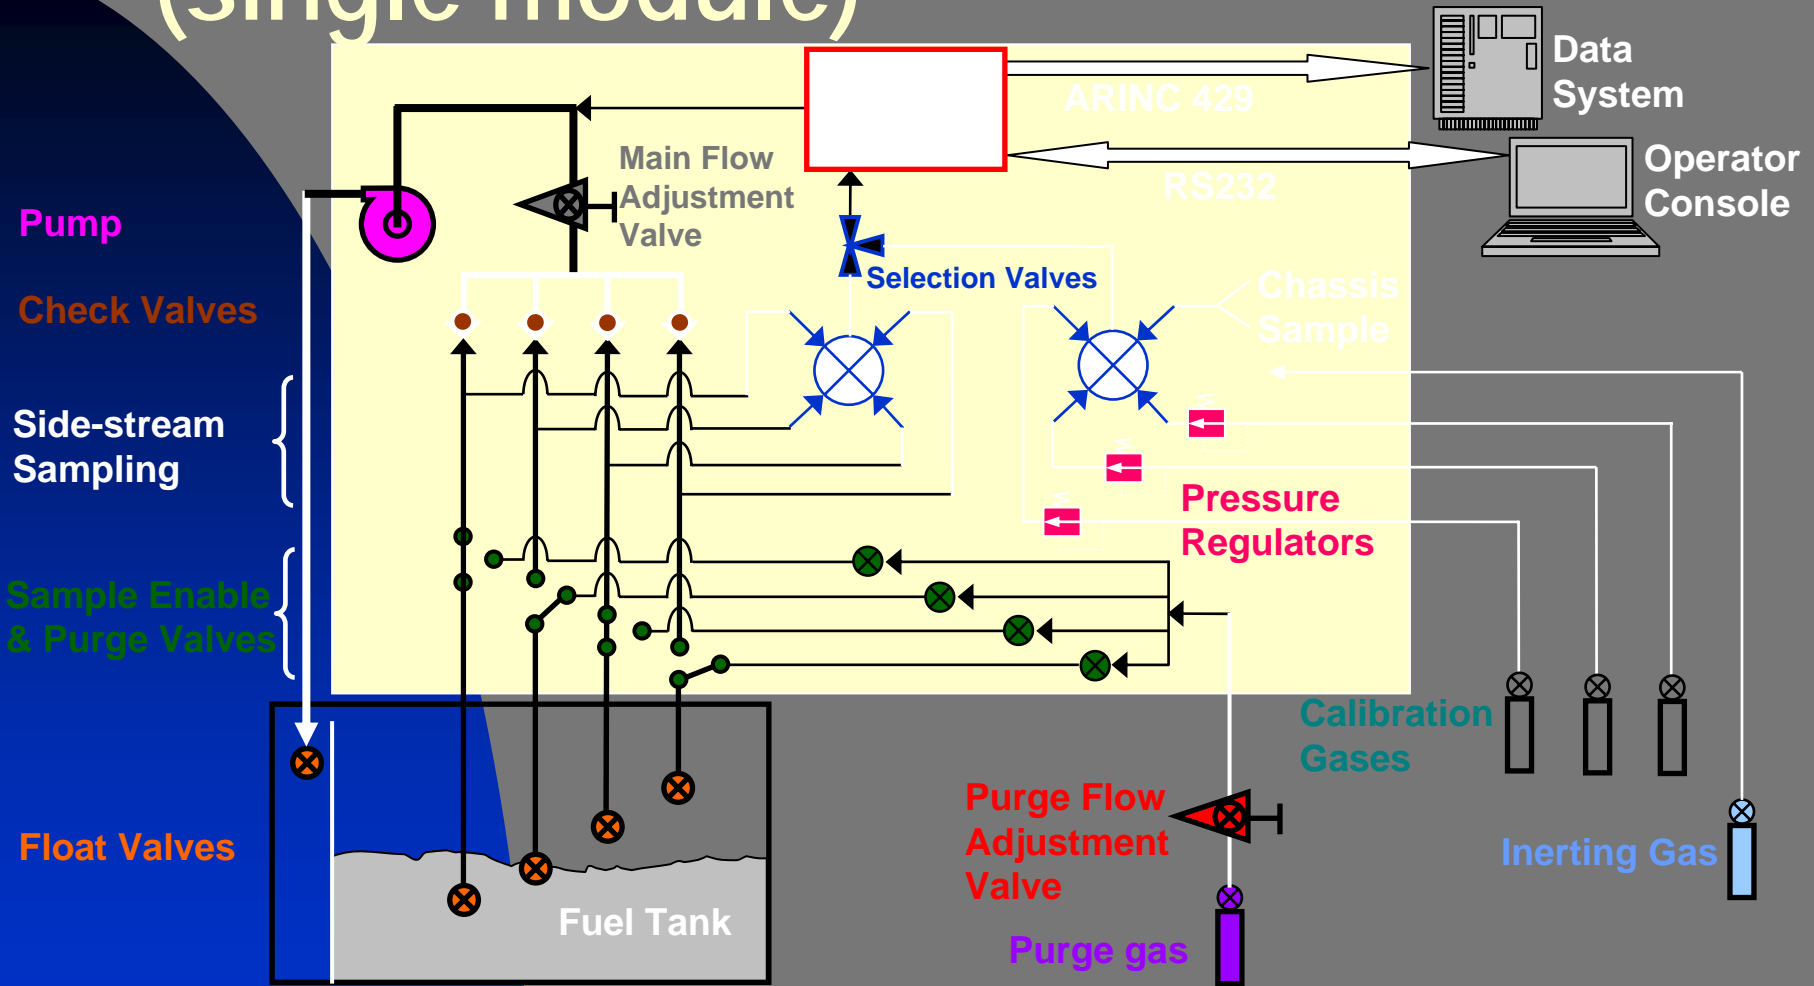 (single module)
Data
System
ARINC 429
Operator
Console
RS232
Main Flow
Adjustment
Valve
Pump
Selection Valves
Chassis
Sample
Check Valves
Side-stream
Sampling
Pressure
Regulators
Sample Enable
& Purge Valves
Calibration
Gases
Purge Flow
Adjustment
Valve
Float Valves
Inerting Gas
Fuel Tank
Purge gas